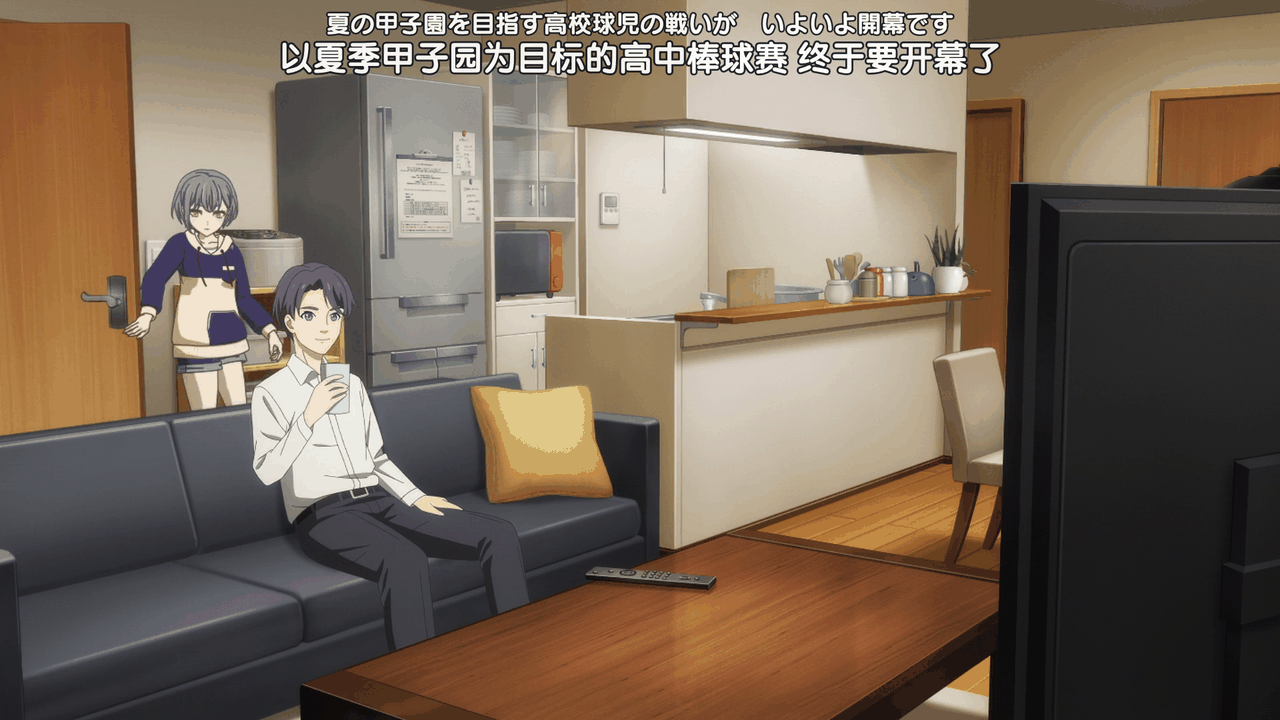 夏の甲子園を目指す高校球児の戦いが　いよいよ開幕です
以夏季甲子园为目标的高中棒球赛 终于要开幕了